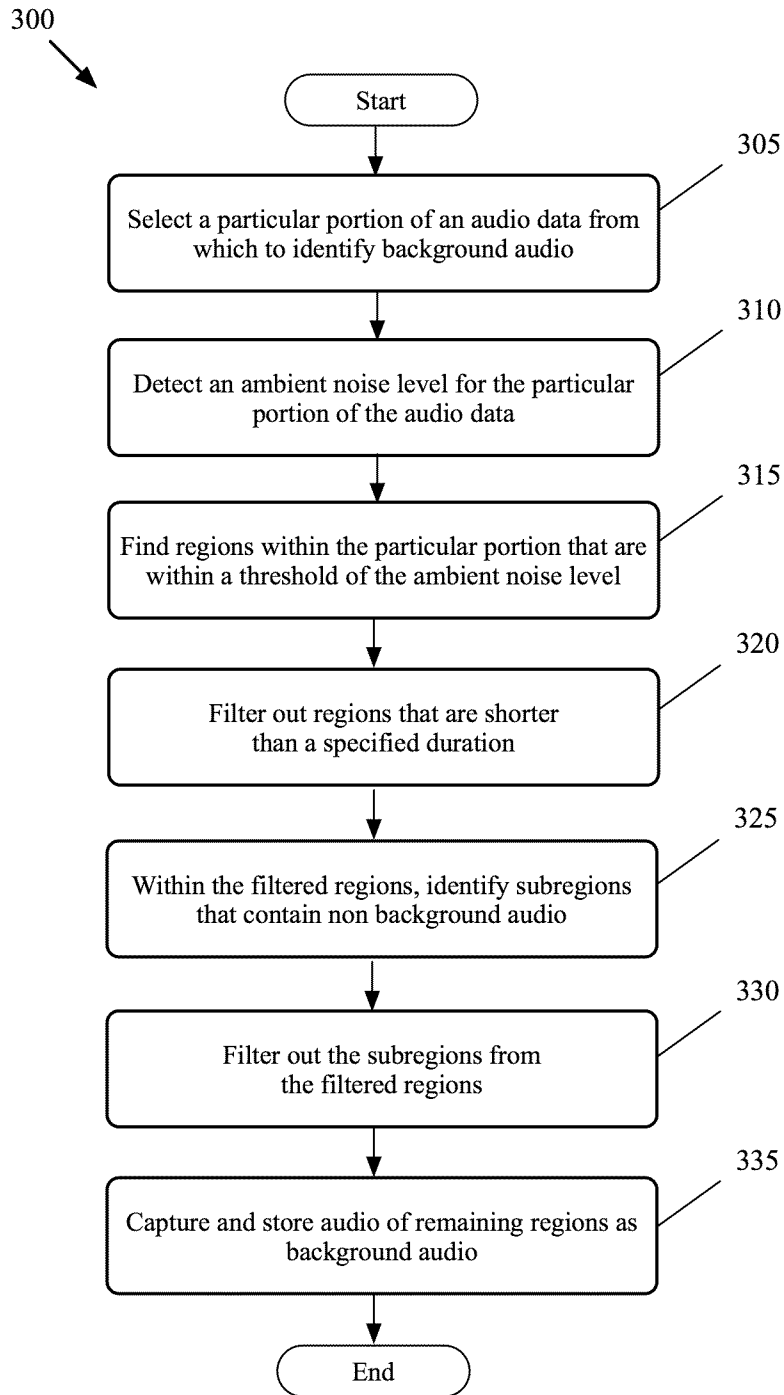 300
Start
305
Select a particular portion of an audio data from
which to identify background audio
310
Detect an ambient noise level for the particular
portion of the audio data
315
Find regions within the particular portion that are
within a threshold of the ambient noise level
320
Filter out regions that are shorter
than a specified duration
325
Within the filtered regions, identify subregions
that contain non background audio
330
Filter out the subregions from
the filtered regions
335
Capture and store audio of remaining regions as
background audio
End